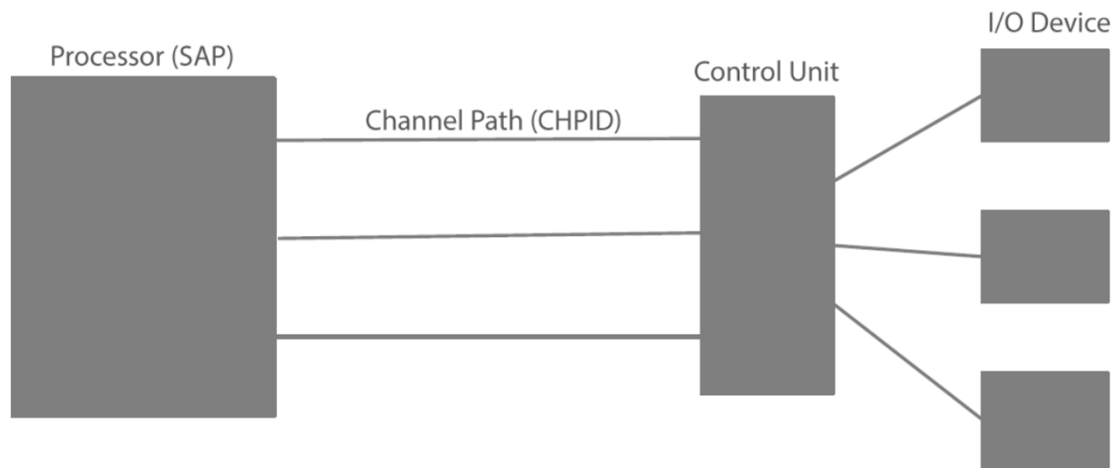 I/O Device
Processor (SAP)
Control Unit
Channel Path (CHPID)